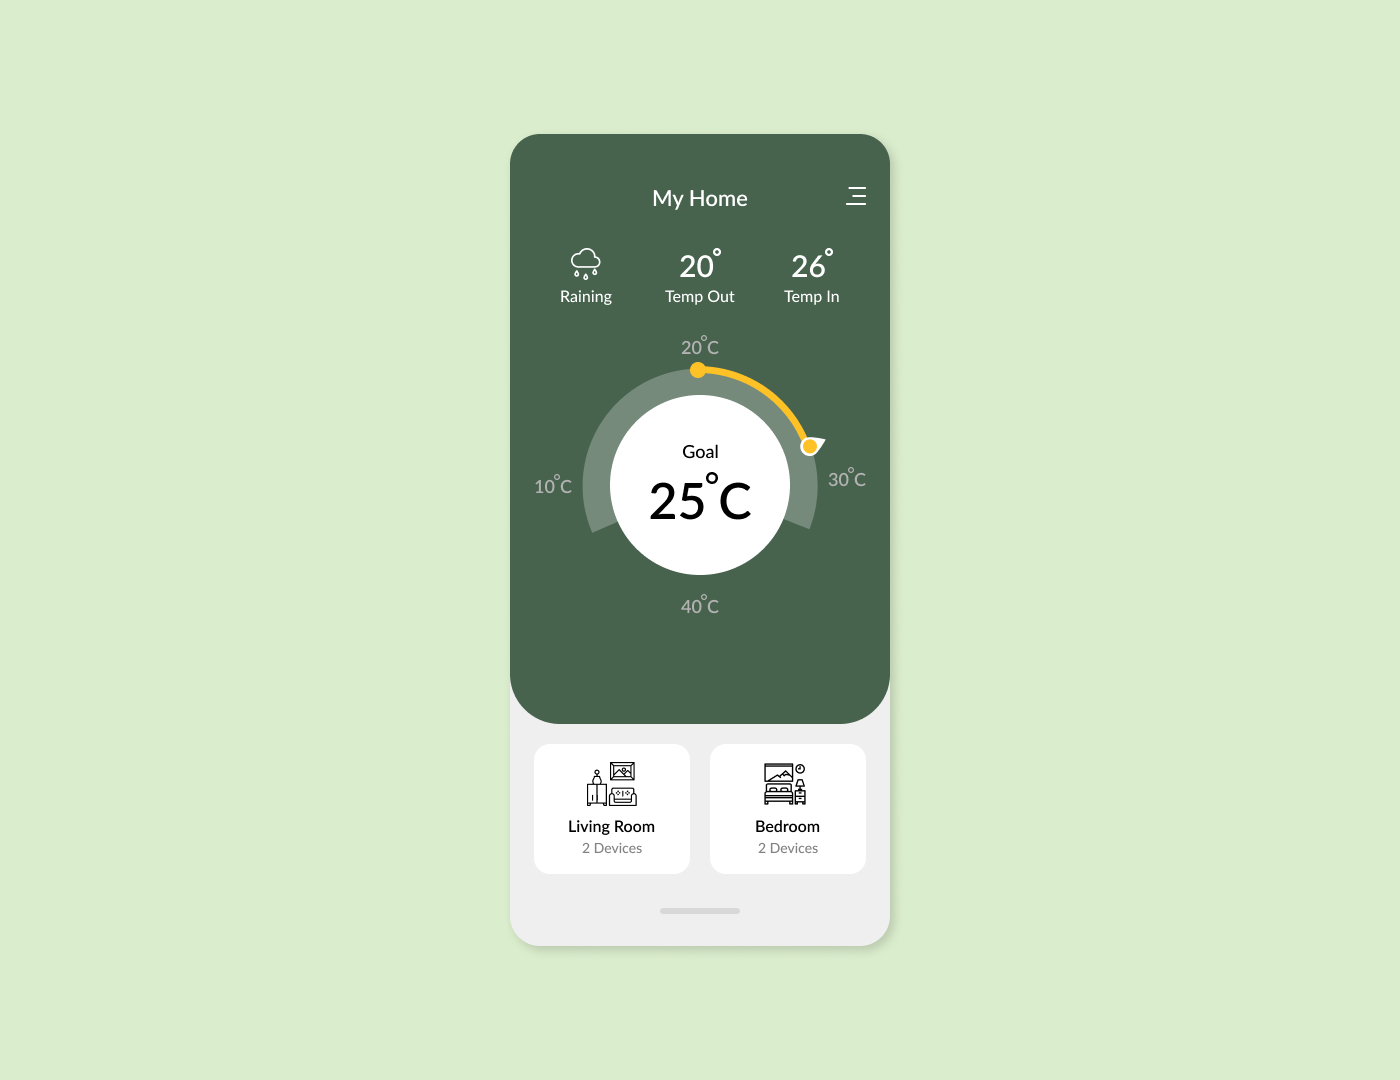 My Home
20°
26°
Raining
Temp Out
Temp In
20°C
Goal
25°C
10°C
30°C
40°C
Living Room
Bedroom
2 Devices
2 Devices